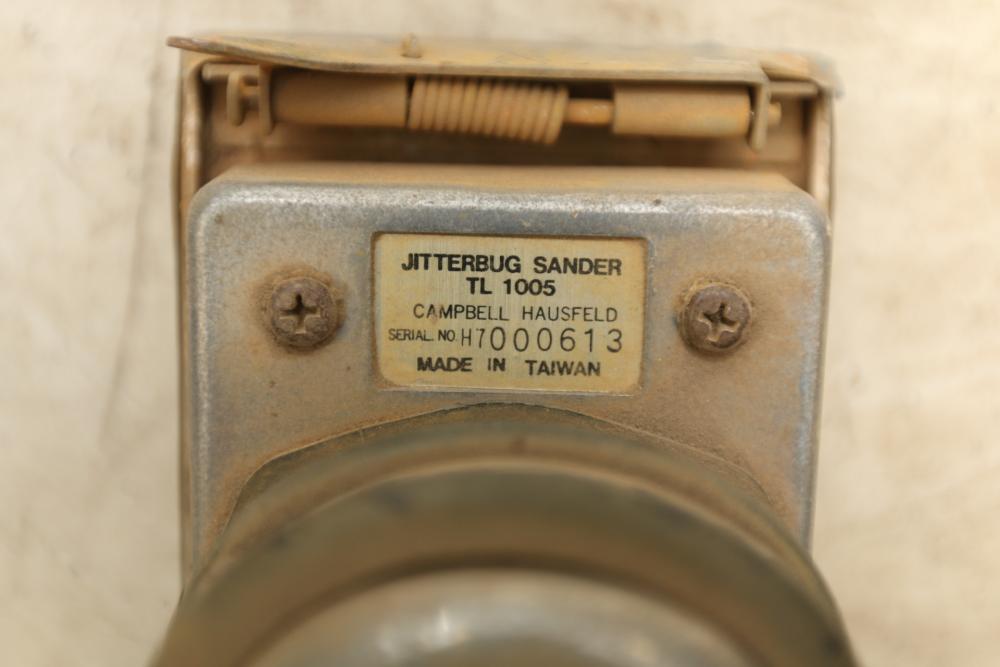 JITTERBUG SANDER
TL 1005
CAMPBELL HAUSFELD
SERIAL. NO. H7000613
MADE IN TAIWAN